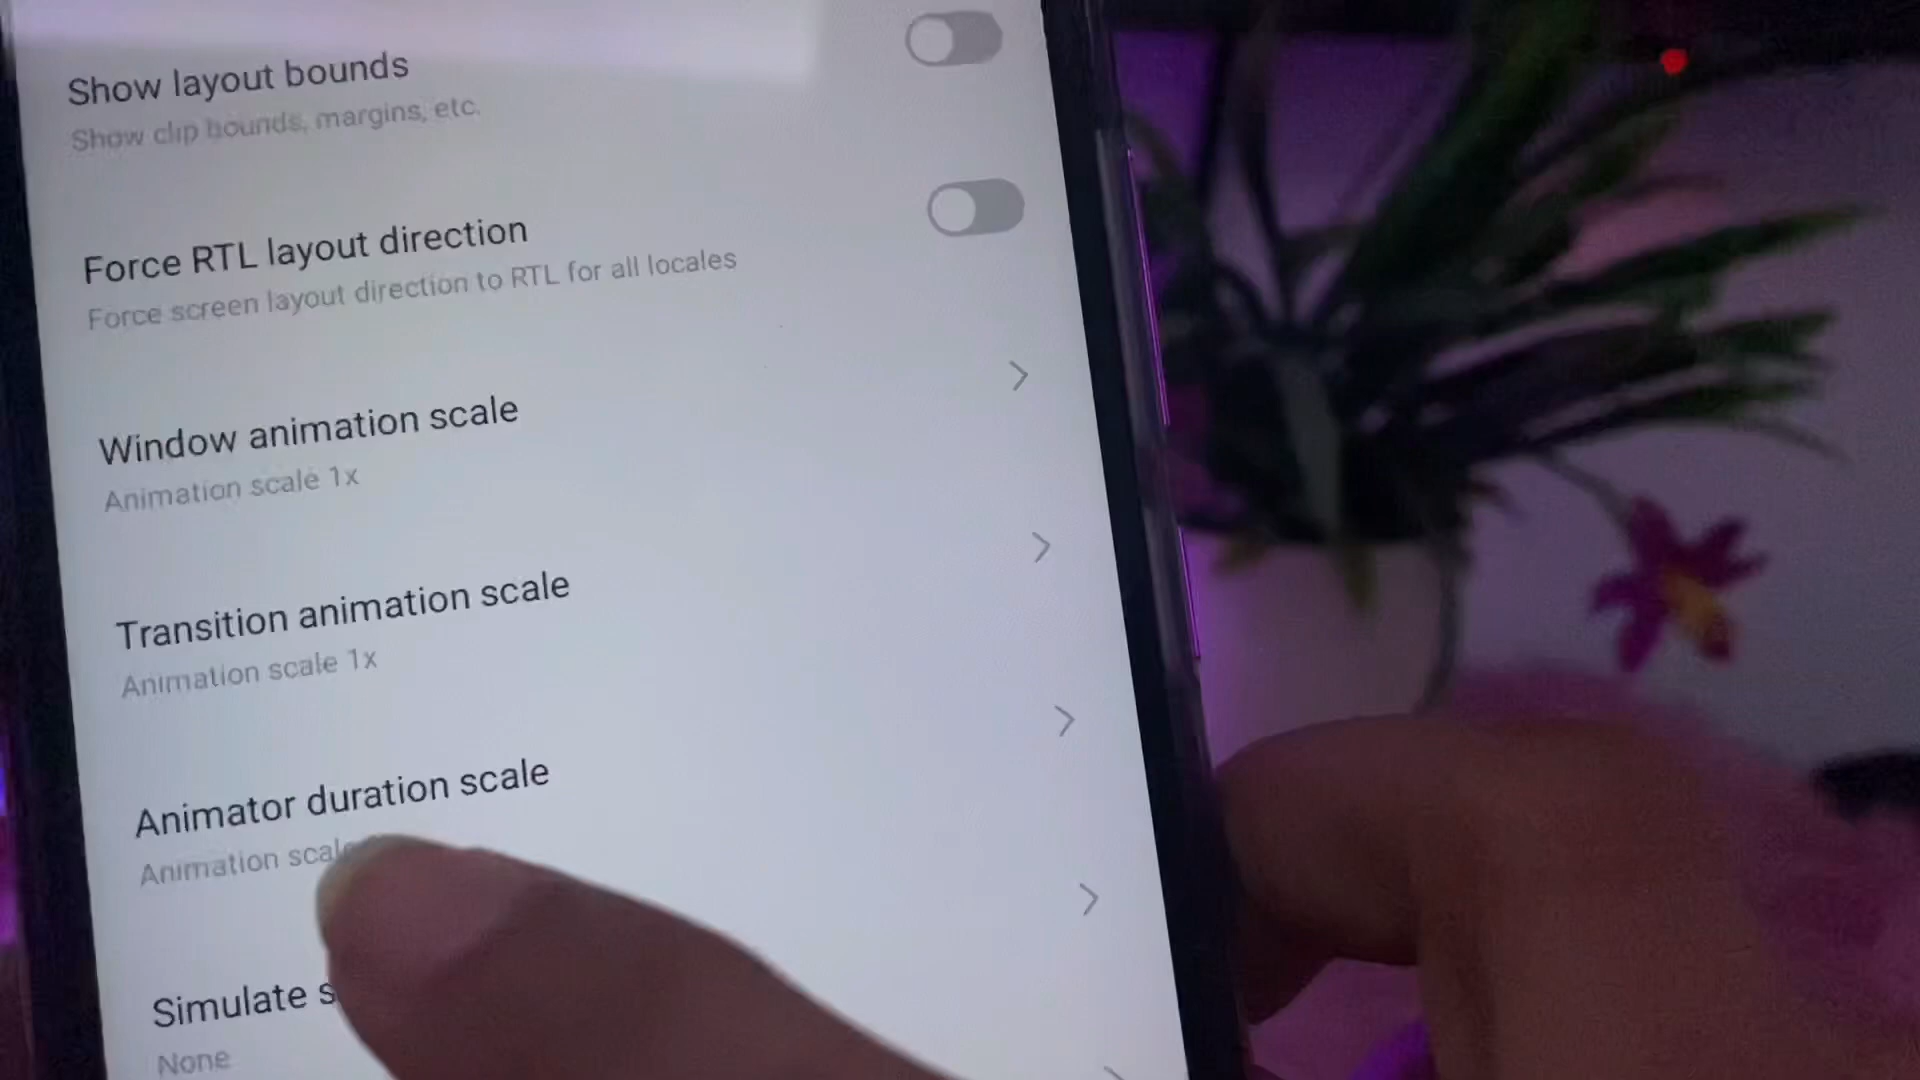 Show layout bounds
Show clip bounds, margins, etc.
Force RTL layout direction
Force screen layout direction to RTL for all locales
Window animation scale
Animation scale 1x
Transition animation scale
Animation scale 1x
Animator duration scale
Animation scale
Simulate
None